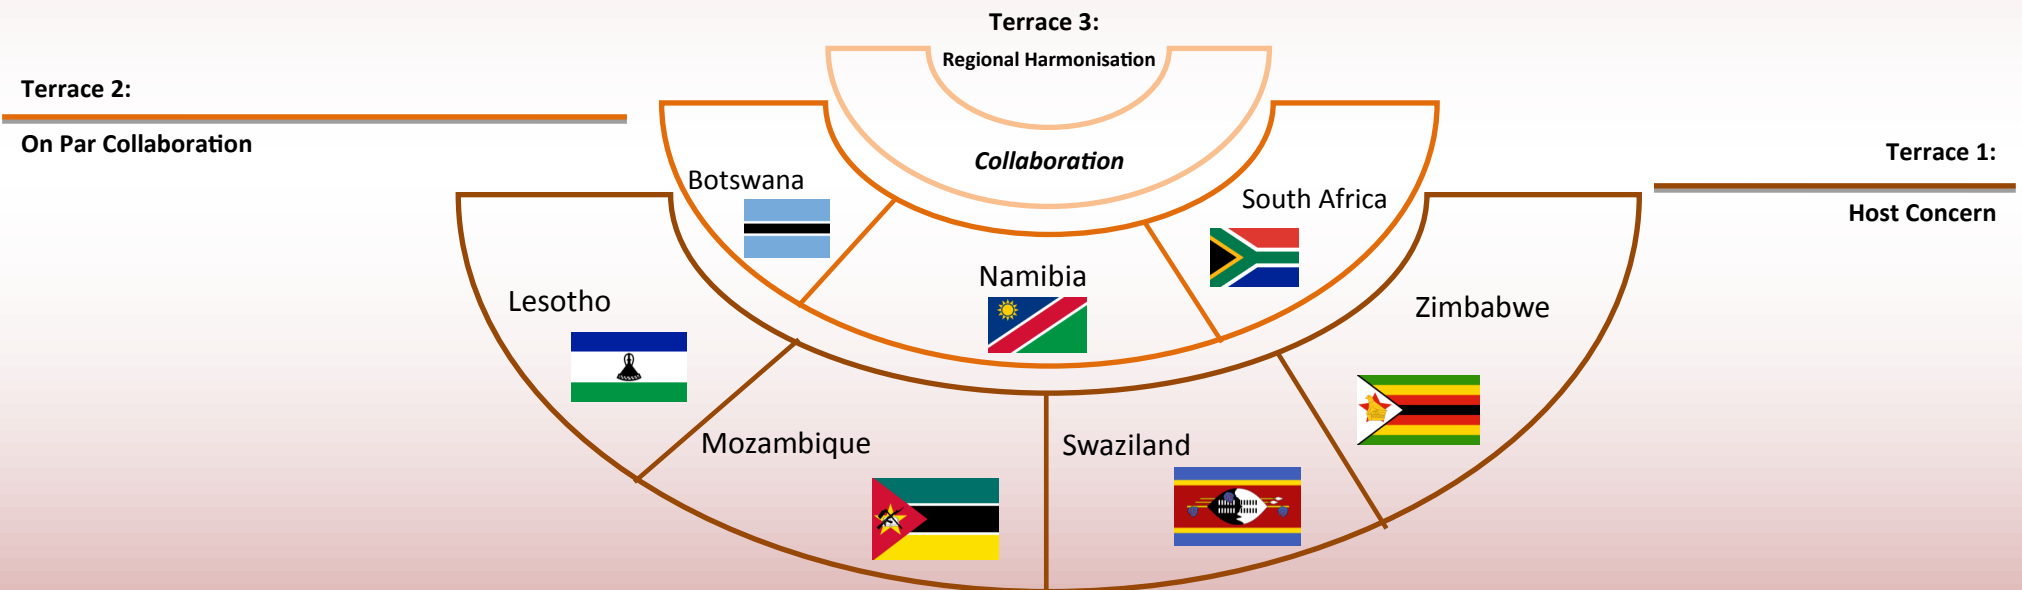 Terrace 3:
Regional Harmonisation
Terrace 2:
On Par Collaboration
Terrace 1:
Host Concern
Collaboration
Botswana
South Africa
Namibia
Lesotho
Zimbabwe
Mozambique
Swaziland